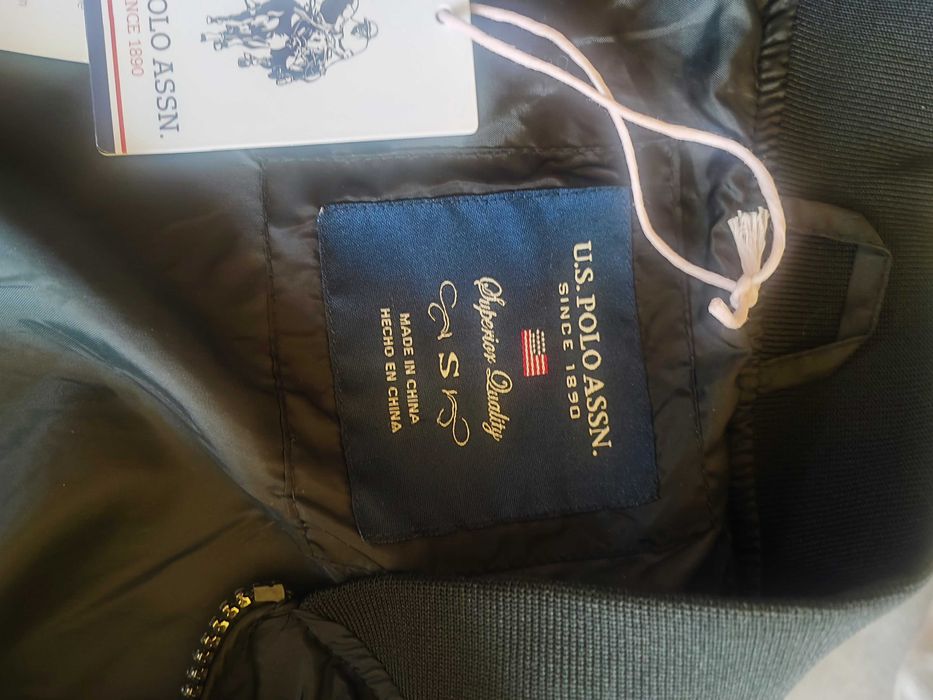 POLO ASSN.
NCE 1890
U.S. POLO ASSN.
SINCE 1890
Superior Quality
S
MADE IN CHINA
HECHO EN CHINA